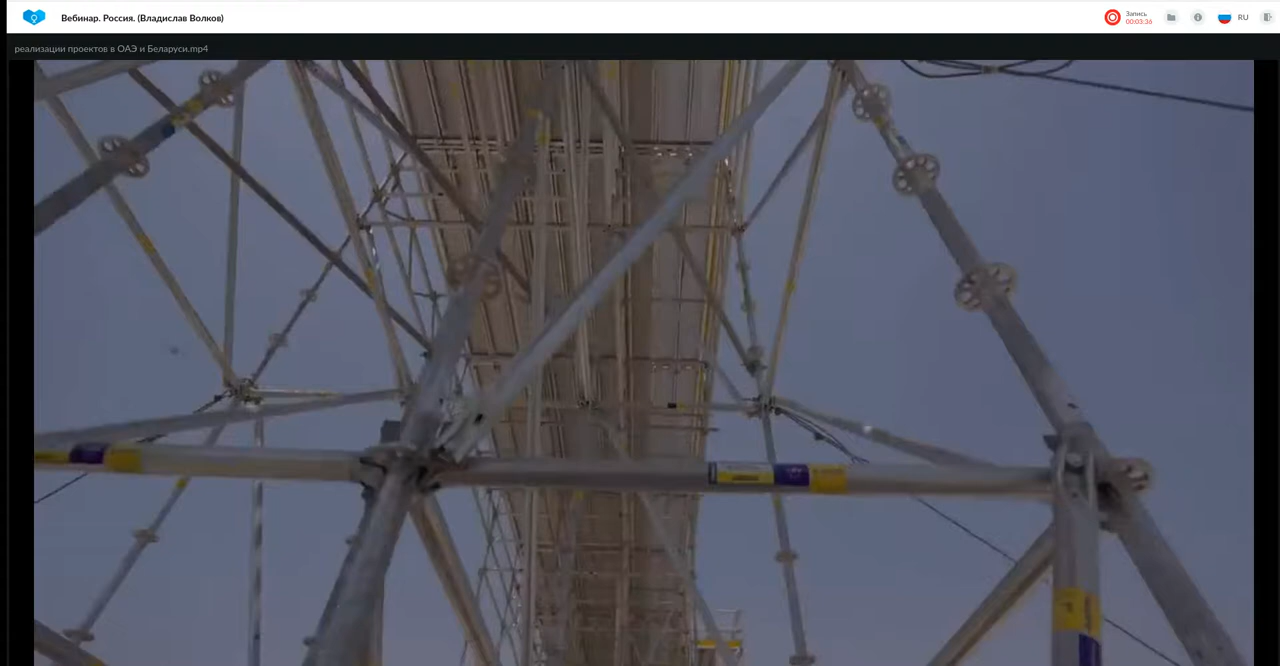 Вебинар. Россия. (Владислав Волков)
Запись
00:03:36
RU
реализации проектов в ОАЭ и Беларуси.mp4